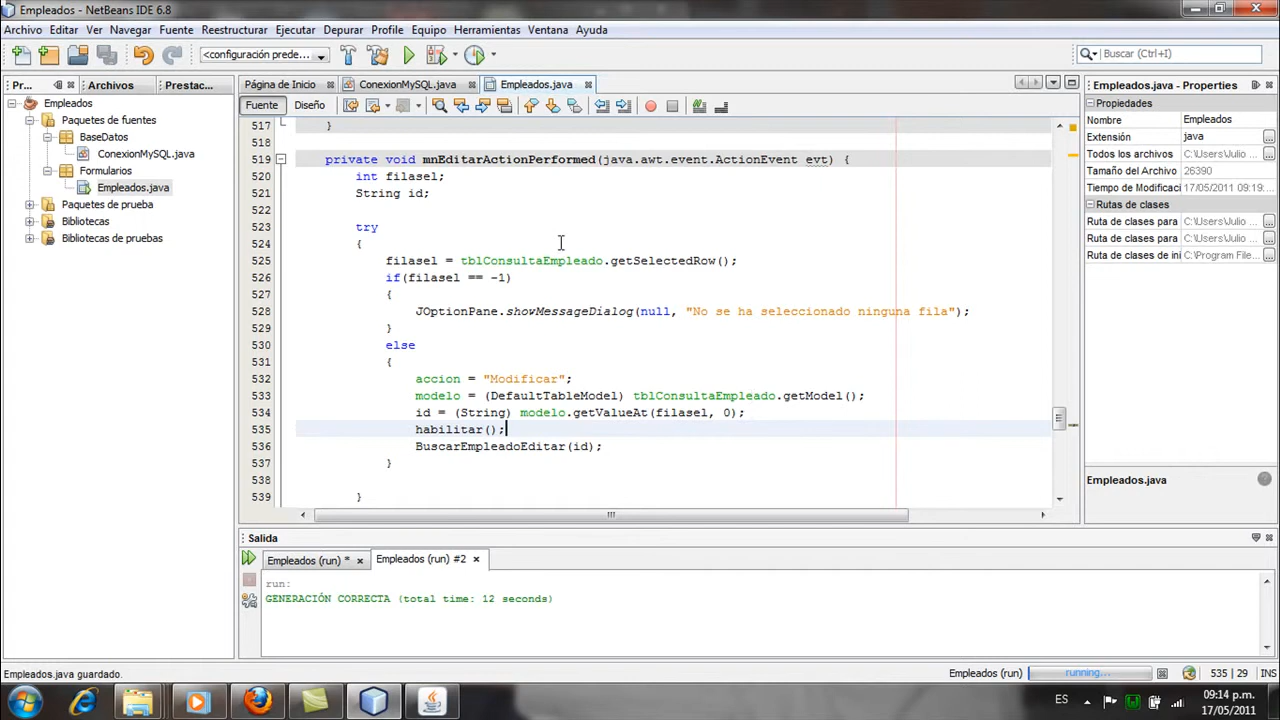 Empleados - NetBeans IDE 6.8
Archivo Editar Ver Navegar Fuente Reestructurar Ejecutar Depurar Profile Equipo Herramientas Ventana Ayuda
<configuración prede...
Buscar (Ctrl+I)
Pr... Archivos Prestac...
Página de Inicio ConexionMySQL.java Empleados.java
Empleados.java - Properties
Fuente Diseño
Empleados
Paquetes de fuentes
BaseDatos
ConexionMySQL.java
Formularios
Empleados.java
Paquetes de prueba
Bibliotecas
Bibliotecas de pruebas
517 }
518
519 private void mnEditarActionPerformed(java.awt.event.ActionEvent evt) {
520 int filasel;
521 String id;
522
523 try
524 {
525 filasel = tblConsultaEmpleado.getSelectedRow();
526 if(filasel == -1)
527 {
528 JOptionPane.showMessageDialog(null, "No se ha seleccionado ninguna fila");
529 }
530 else
531 {
532 accion = "Modificar";
533 modelo = (DefaultTableModel) tblConsultaEmpleado.getModel();
534 id = (String) modelo.getValueAt(filasel, 0);
535 habilitar();
536 BuscarEmpleadoEditar(id);
537 }
538
539 }
Propiedades
Nombre Empleados
Extensión java
Todos los archivos C:\Users\Julio ...
Tamaño del Archivo 26390
Tiempo de Modificaci 17/05/2011 09:19...
Rutas de clases
Ruta de clases para C:\Users\Julio ...
Ruta de clases para C:\Users\Julio ...
Ruta de clases de ini C:\Program File...
Empleados.java
Salida
Empleados (run) * Empleados (run) #2
run:
GENERACIÓN CORRECTA (total time: 12 seconds)
Empleados.java guardado.
Empleados (run) running... 535 | 29 INS
ES 09:14 p.m.
17/05/2011